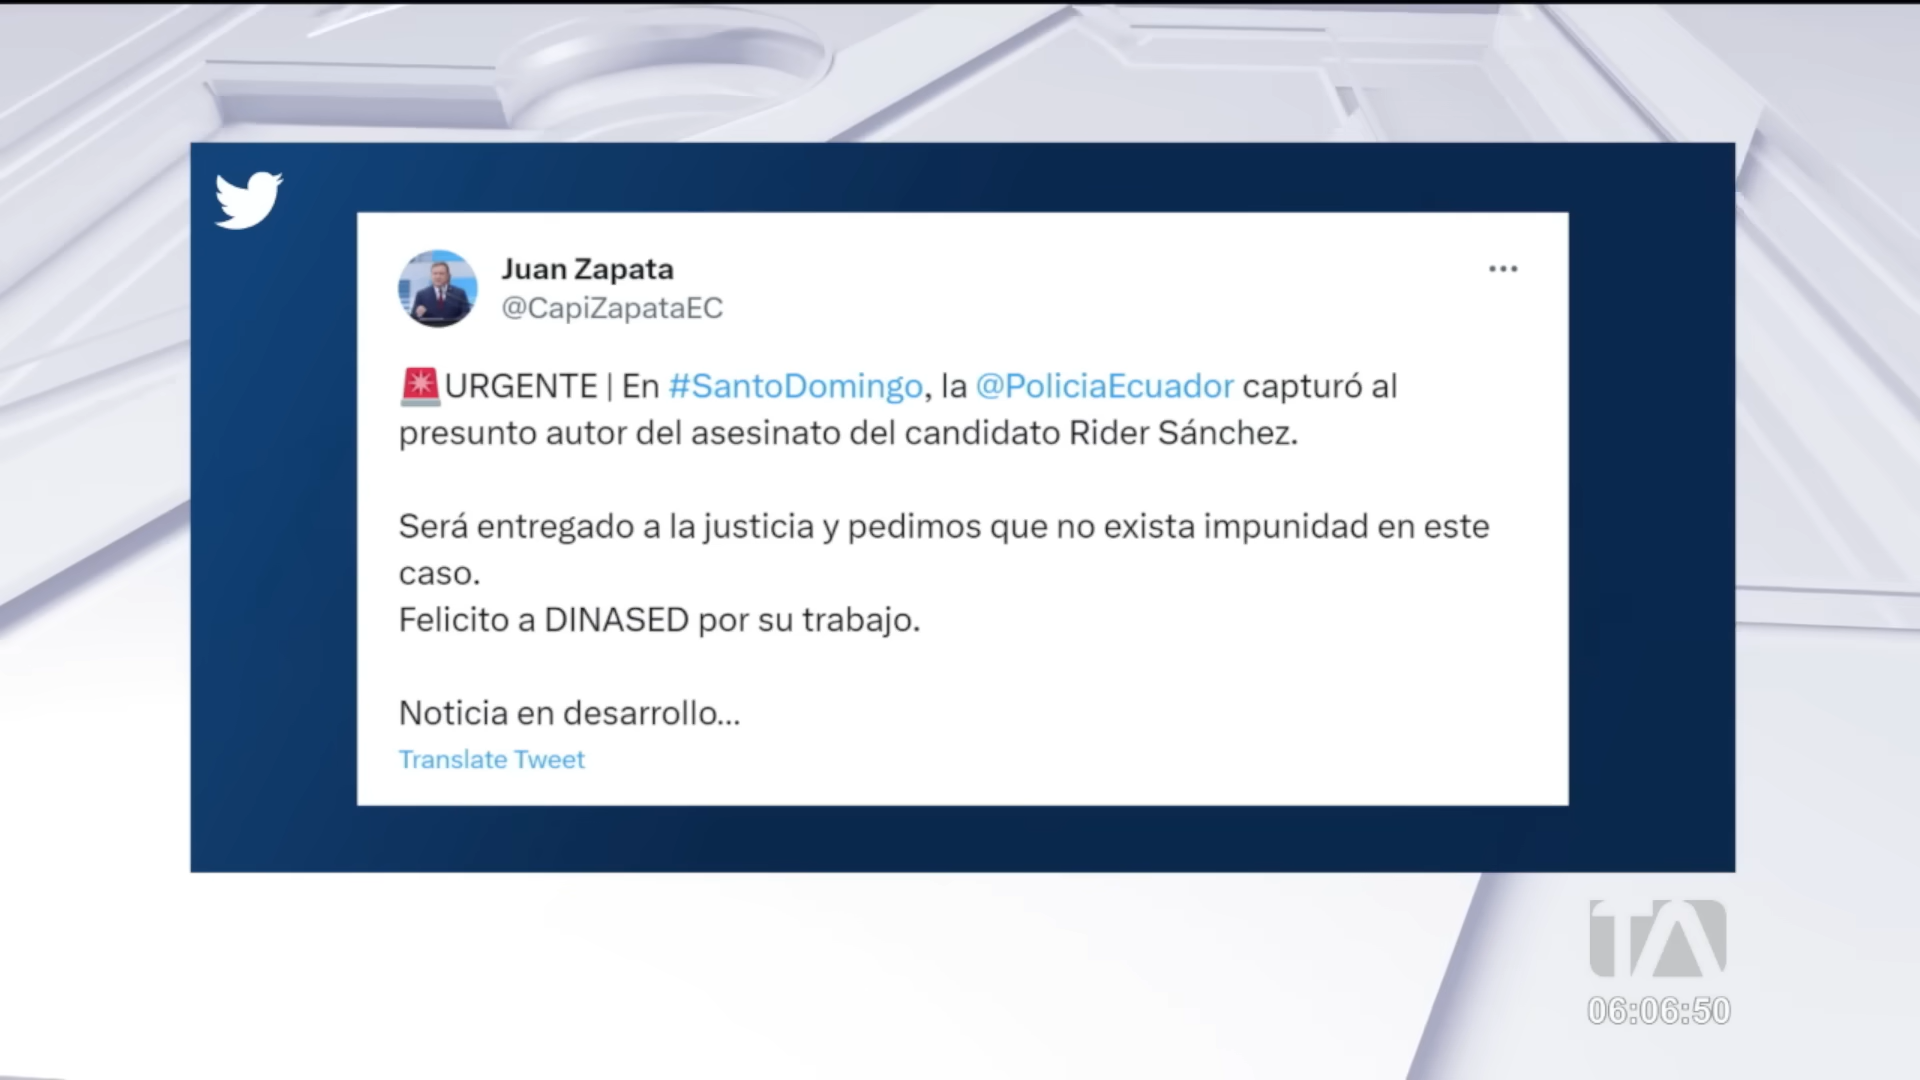 Juan Zapata
@CapiZapataEC
🚨URGENTE | En #SantoDomingo, la @PoliciaEcuador capturó al
presunto autor del asesinato del candidato Rider Sánchez.
Será entregado a la justicia y pedimos que no exista impunidad en este
caso.
Felicito a DINASED por su trabajo.
Noticia en desarrollo...
Translate Tweet
TA
06:06:50